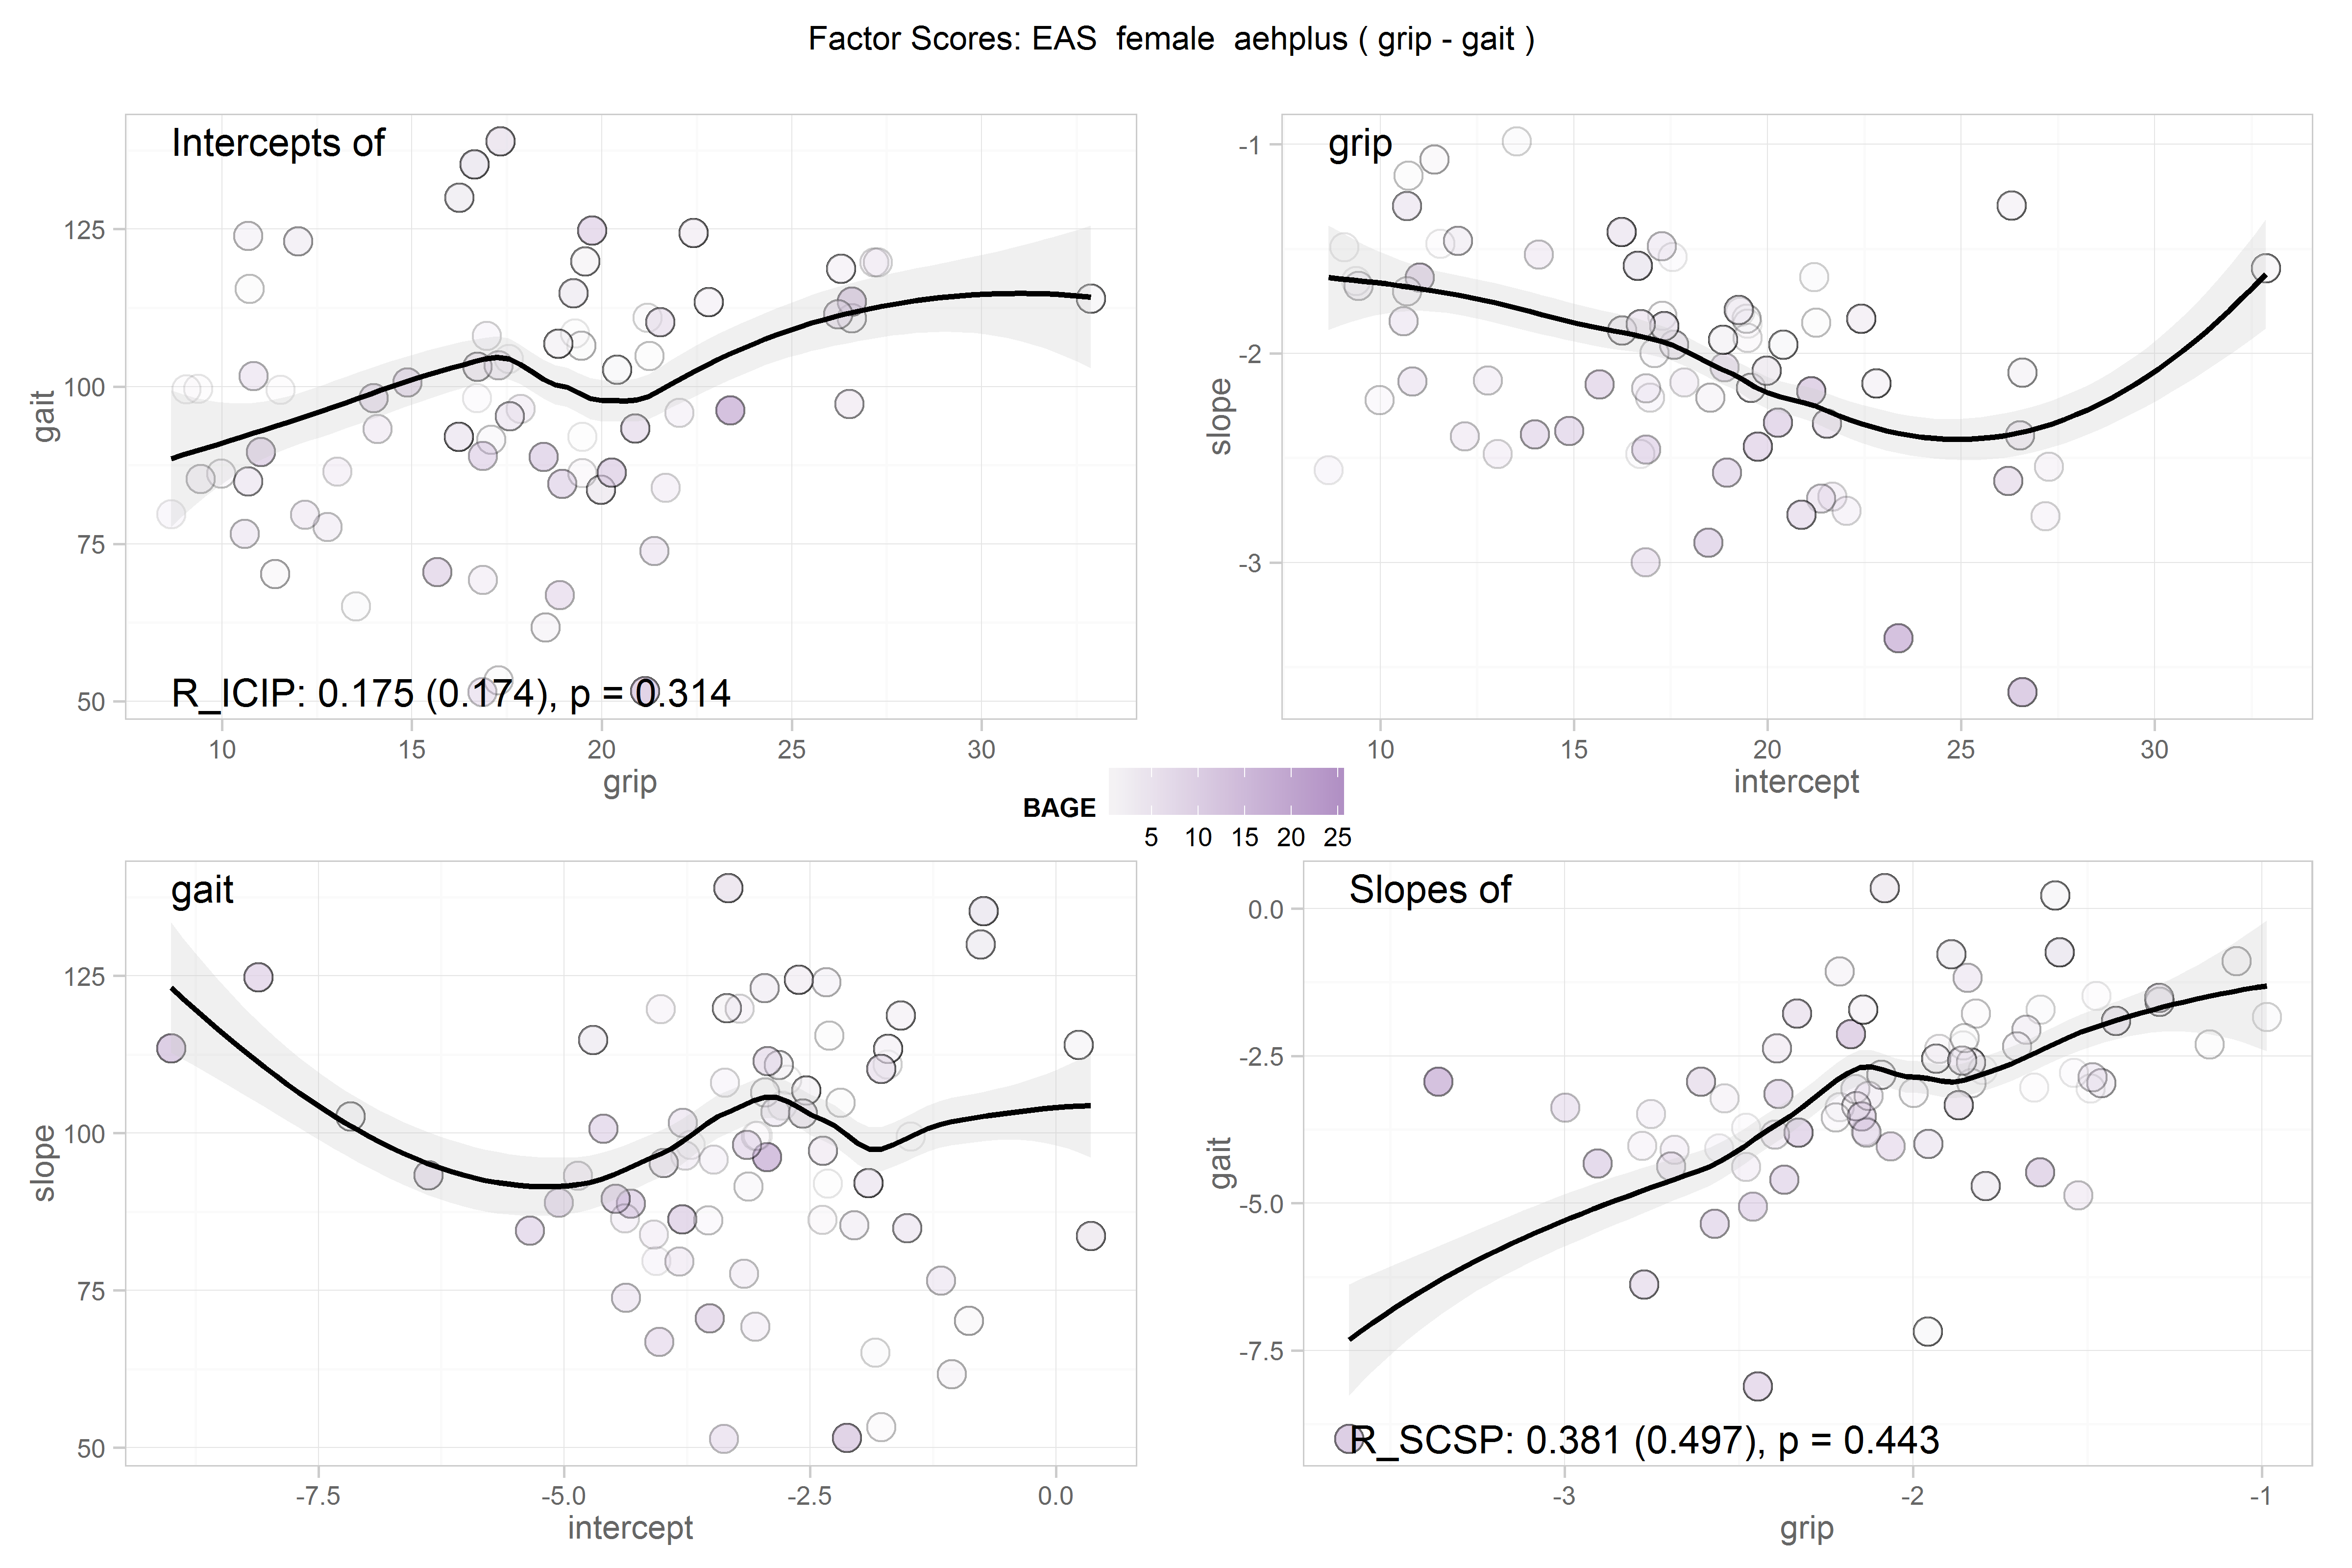 Factor Scores: EAS  female  aehplus ( grip - gait )
Intercepts of
gait
125
100
75
50
R_ICIP: 0.175 (0.174), p = 0.314
10 15 20 25 30
grip
grip
slope
-1
-2
-3
10 15 20 25 30
intercept
BAGE
5 10 15 20 25
gait
slope
125
100
75
50
-7.5 -5.0 -2.5 0.0
intercept
Slopes of
gait
0.0
-2.5
-5.0
-7.5
R_SCSP: 0.381 (0.497), p = 0.443
-3 -2 -1
grip